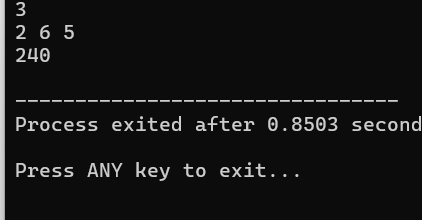 3
2 6 5
240
--------------------------------
Process exited after 0.8503 second
Press ANY key to exit...